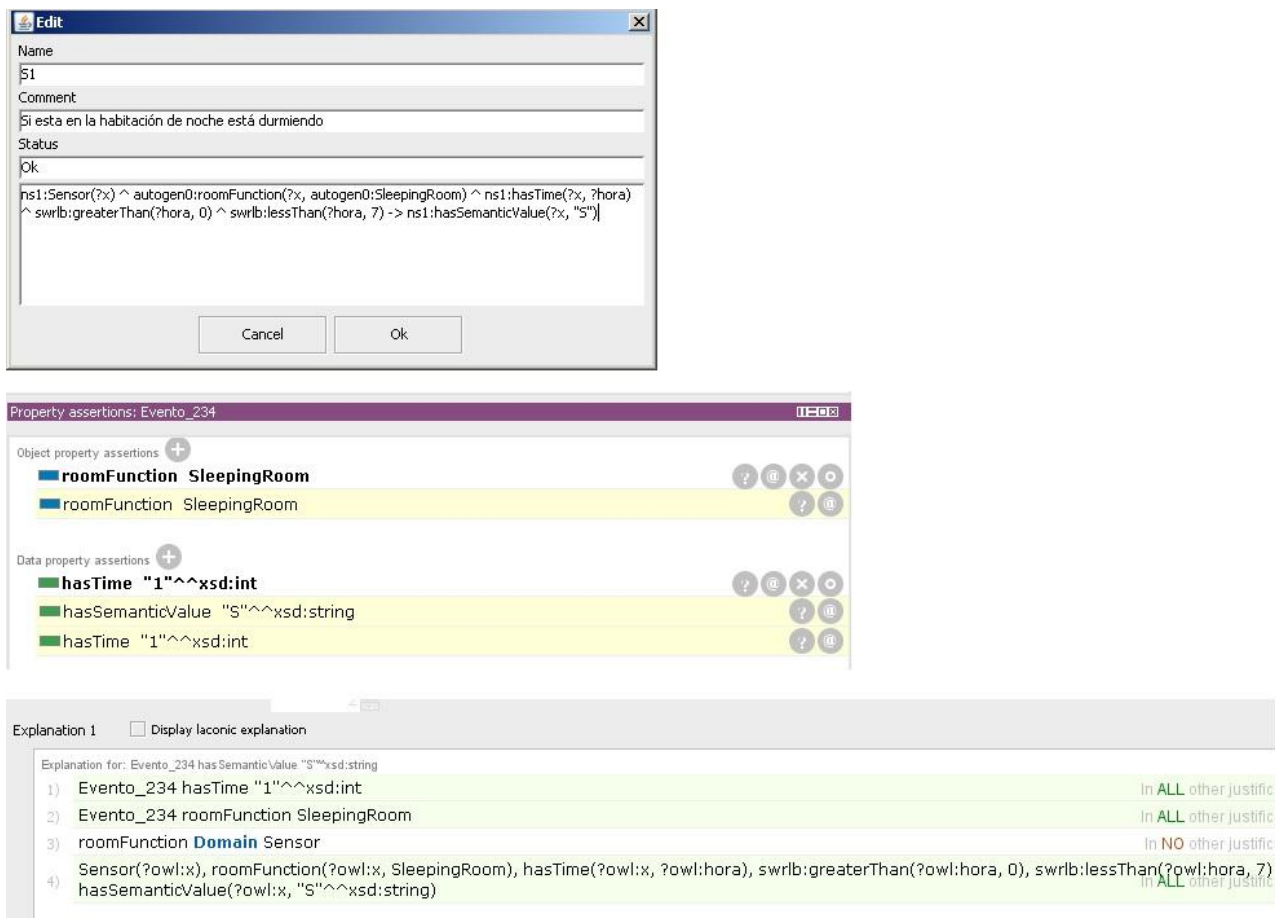 Edit
Name
S1
Comment
Si esta en la habitación de noche está durmiendo
Status
Ok
ns1:Sensor(?x) ^ autogen0:roomFunction(?x, autogen0:SleepingRoom) ^ ns1:hasTime(?x, ?hora)
^ swrlb:greaterThan(?hora, 0) ^ swrlb:lessThan(?hora, 7) -> ns1:hasSemanticValue(?x, "S")
Cancel Ok
Property assertions: Evento_234
Object property assertions
roomFunction SleepingRoom
roomFunction SleepingRoom
Data property assertions
hasTime "1"^^xsd:int
hasSemanticValue "S"^^xsd:string
hasTime "1"^^xsd:int
Explanation 1 Display laconic explanation
Explanation for: Evento_234 hasSemanticValue "S"^^xsd:string
1) Evento_234 hasTime "1"^^xsd:int In ALL other justific
2) Evento_234 roomFunction SleepingRoom In ALL other justific
3) roomFunction Domain Sensor In NO other justific
4) Sensor(?owl:x), roomFunction(?owl:x, SleepingRoom), hasTime(?owl:x, ?owl:hora), swrlb:greaterThan(?owl:hora, 0), swrlb:lessThan(?owl:hora, 7)
hasSemanticValue(?owl:x, "S"^^xsd:string) In ALL other justific